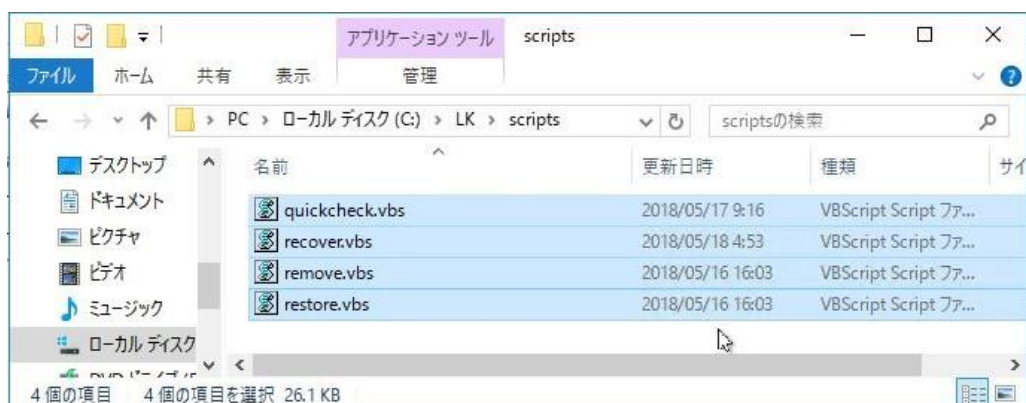 アプリケーション ツール scripts
ファイル ホーム 共有 表示 管理
PC › ローカル ディスク (C:) › LK › scripts scriptsの検索
名前 更新日時 種類 サイ
デスクトップ
ドキュメント
ピクチャ
ビデオ
ミュージック
ローカル ディスク
quickcheck.vbs 2018/05/17 9:16 VBScript Script ファ...
recover.vbs 2018/05/18 4:53 VBScript Script ファ...
remove.vbs 2018/05/16 16:03 VBScript Script ファ...
restore.vbs 2018/05/16 16:03 VBScript Script ファ...
4 個の項目 4 個の項目を選択 26.1 KB